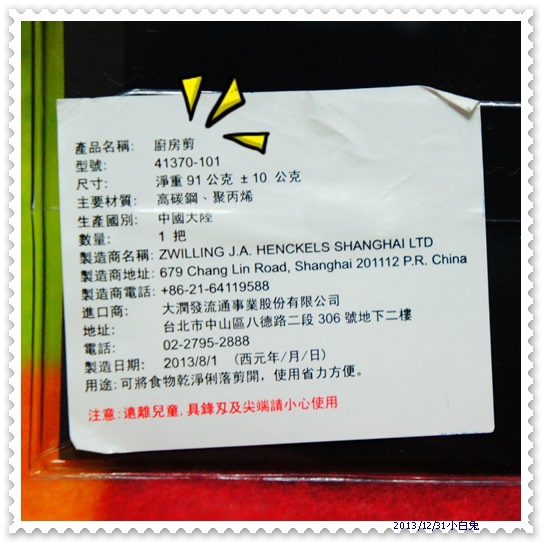 產品名稱: 廚房剪
型號: 41370-101
尺寸: 淨重 91 公克 ± 10 公克
主要材質: 高碳鋼、聚丙烯
生產國別: 中國大陸
數量: 1 把
製造商名稱: ZWILLING J.A. HENCKELS SHANGHAI LTD
製造商地址: 679 Chang Lin Road, Shanghai 201112 P.R. China
製造商電話: +86-21-64119588
進口商: 大潤發流通事業股份有限公司
地址: 台北市中山區八德路二段 306 號地下二樓
電話: 02-2795-2888
製造日期: 2013/8/1 (西元年/月/日)
用途: 可將食物乾淨俐落剪開，使用省力方便。
注意: 遠離兒童, 具鋒刃及尖端請小心使用
2013/12/31小白兔